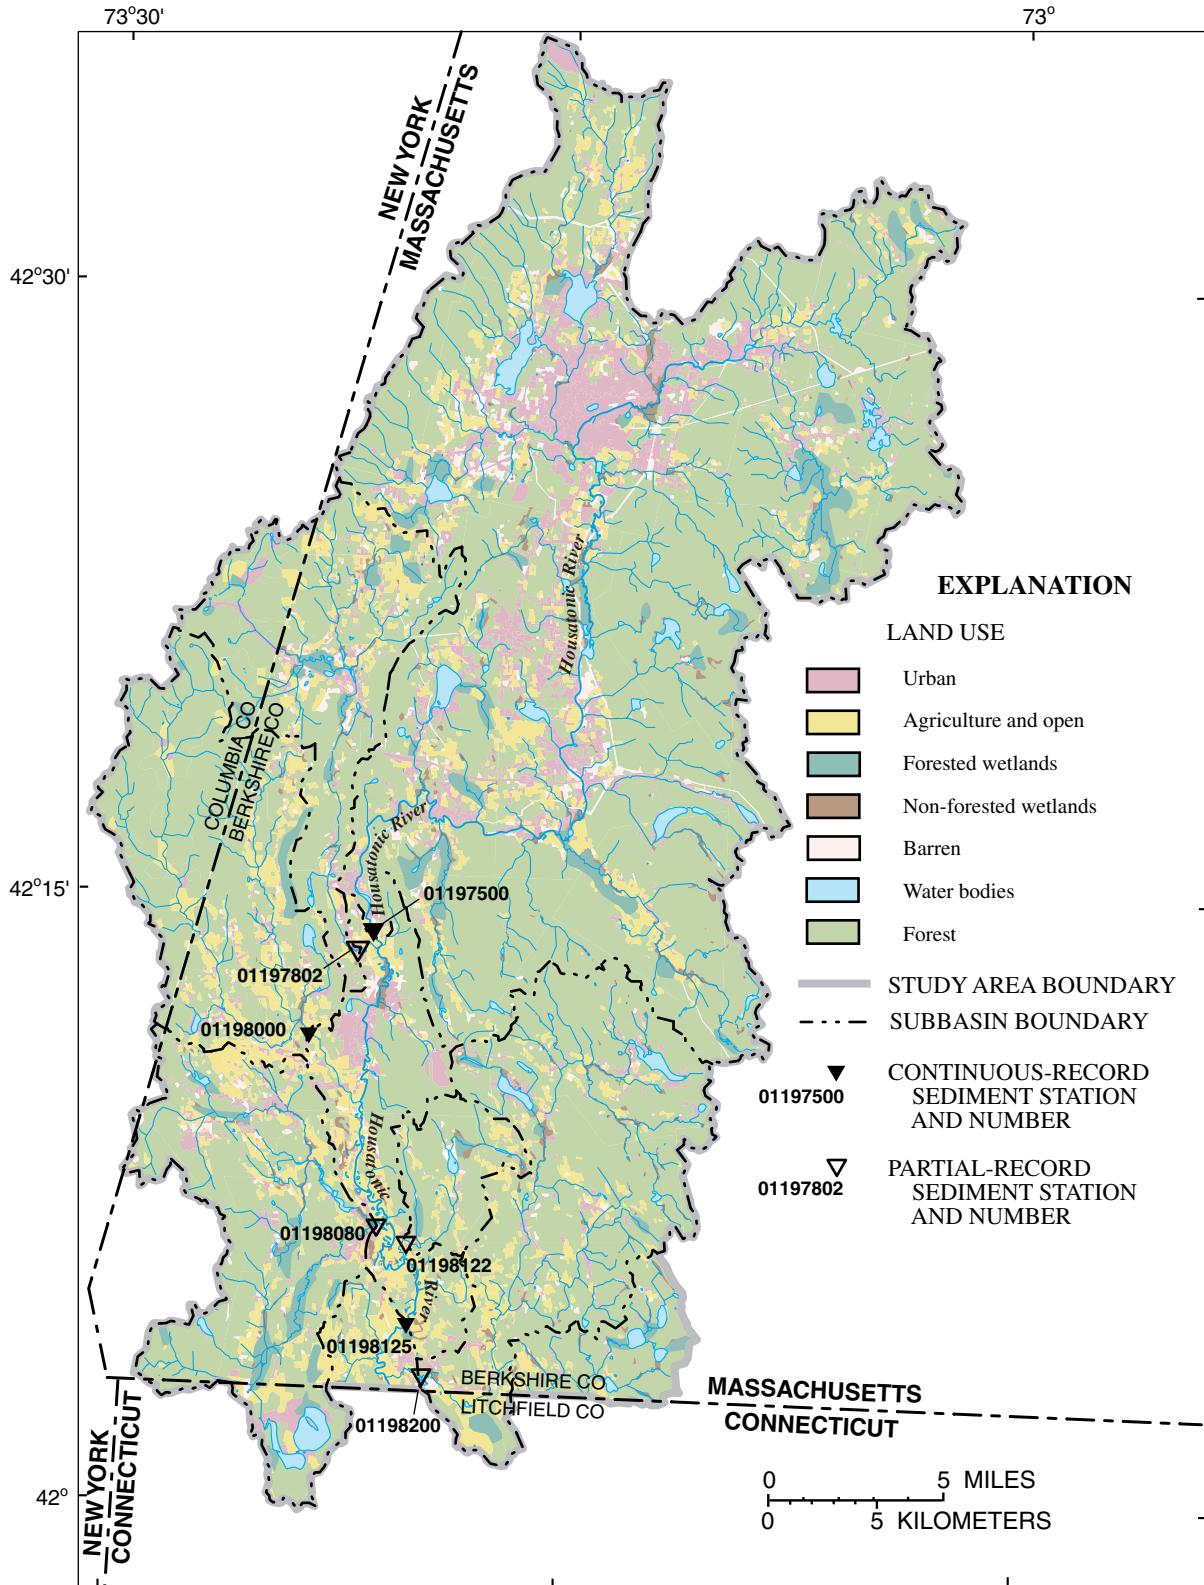 73°30'
73°
NEW YORK
MASSACHUSETTS
42°30'
Housatonic River
EXPLANATION
LAND USE
Urban
Agriculture and open
Forested wetlands
Non-forested wetlands
Barren
Water bodies
Forest
STUDY AREA BOUNDARY
SUBBASIN BOUNDARY
01197500
CONTINUOUS-RECORD
SEDIMENT STATION
AND NUMBER
01197802
PARTIAL-RECORD
SEDIMENT STATION
AND NUMBER
COLUMBIA CO
BERKSHIRE CO
Housatonic River
42°15'
01197500
01197802
01198000
Housatonic
River
01198080
01198122
01198125
BERKSHIRE CO
LITCHFIELD CO
01198200
MASSACHUSETTS
CONNECTICUT
NEW YORK
CONNECTICUT
42°
0 5 MILES
0 5 KILOMETERS